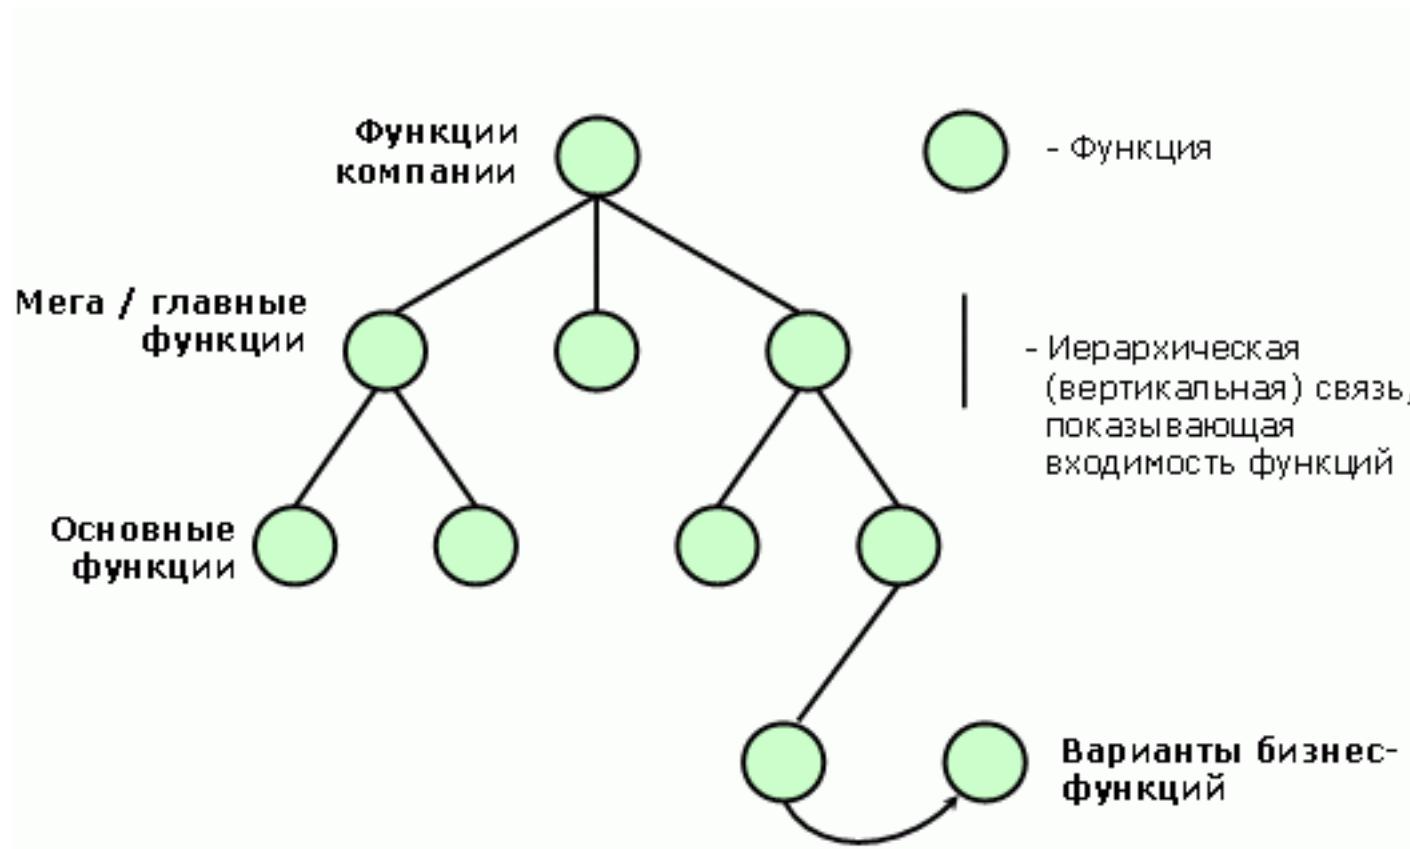 Функции
компании
- Функция
Мега / главные
функции
- Иерархическая
(вертикальная) связь,
показывающая
входимость функций
Основные
функции
Варианты бизнес-
функций